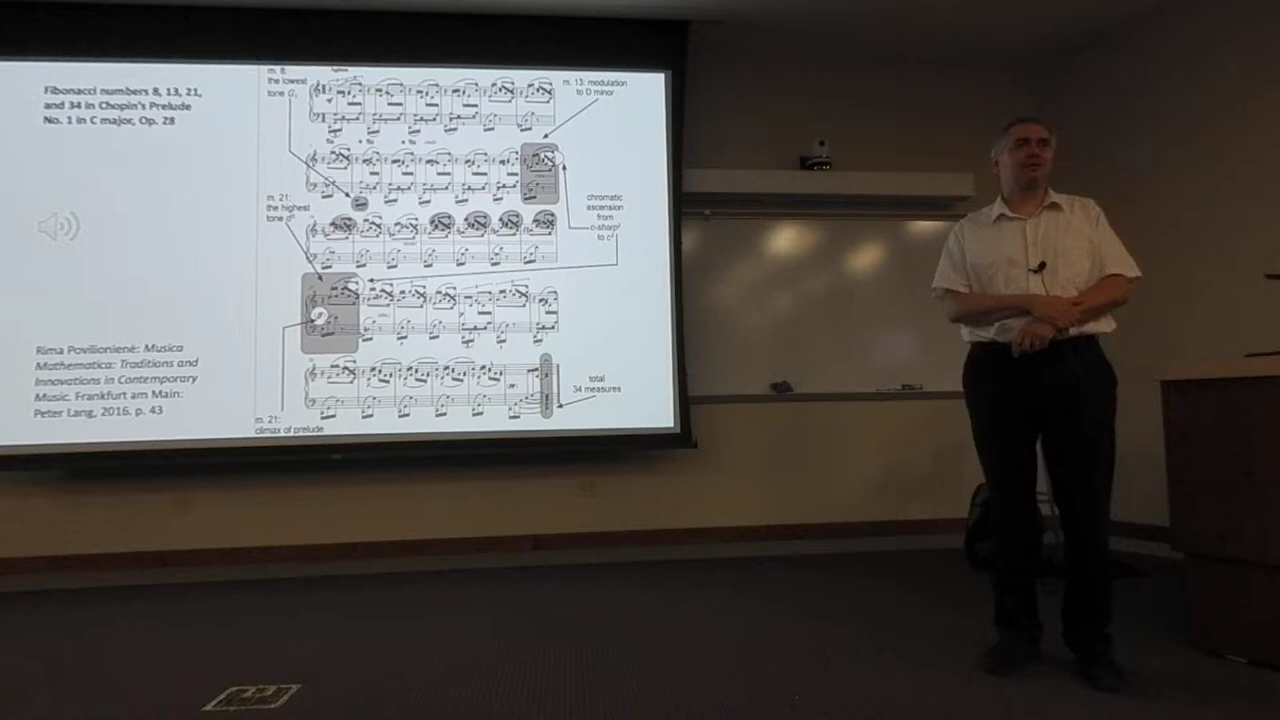 Fibonacci numbers 8, 13, 21,
and 34 in Chopin's Prelude
No. 1 in C major, Op. 28
m. 8:
the lowest
tone G,
m. 13: modulation
to D minor
m. 21:
the highest
chromatic
ascension
from
c-sharp²
to c³
Rima Povilionienė: Musica
Mathematica: Traditions and
Innovations in Contemporary
Music. Frankfurt am Main:
Peter Lang, 2016. p. 43
total
34 measures
m. 21:
climax of prelude